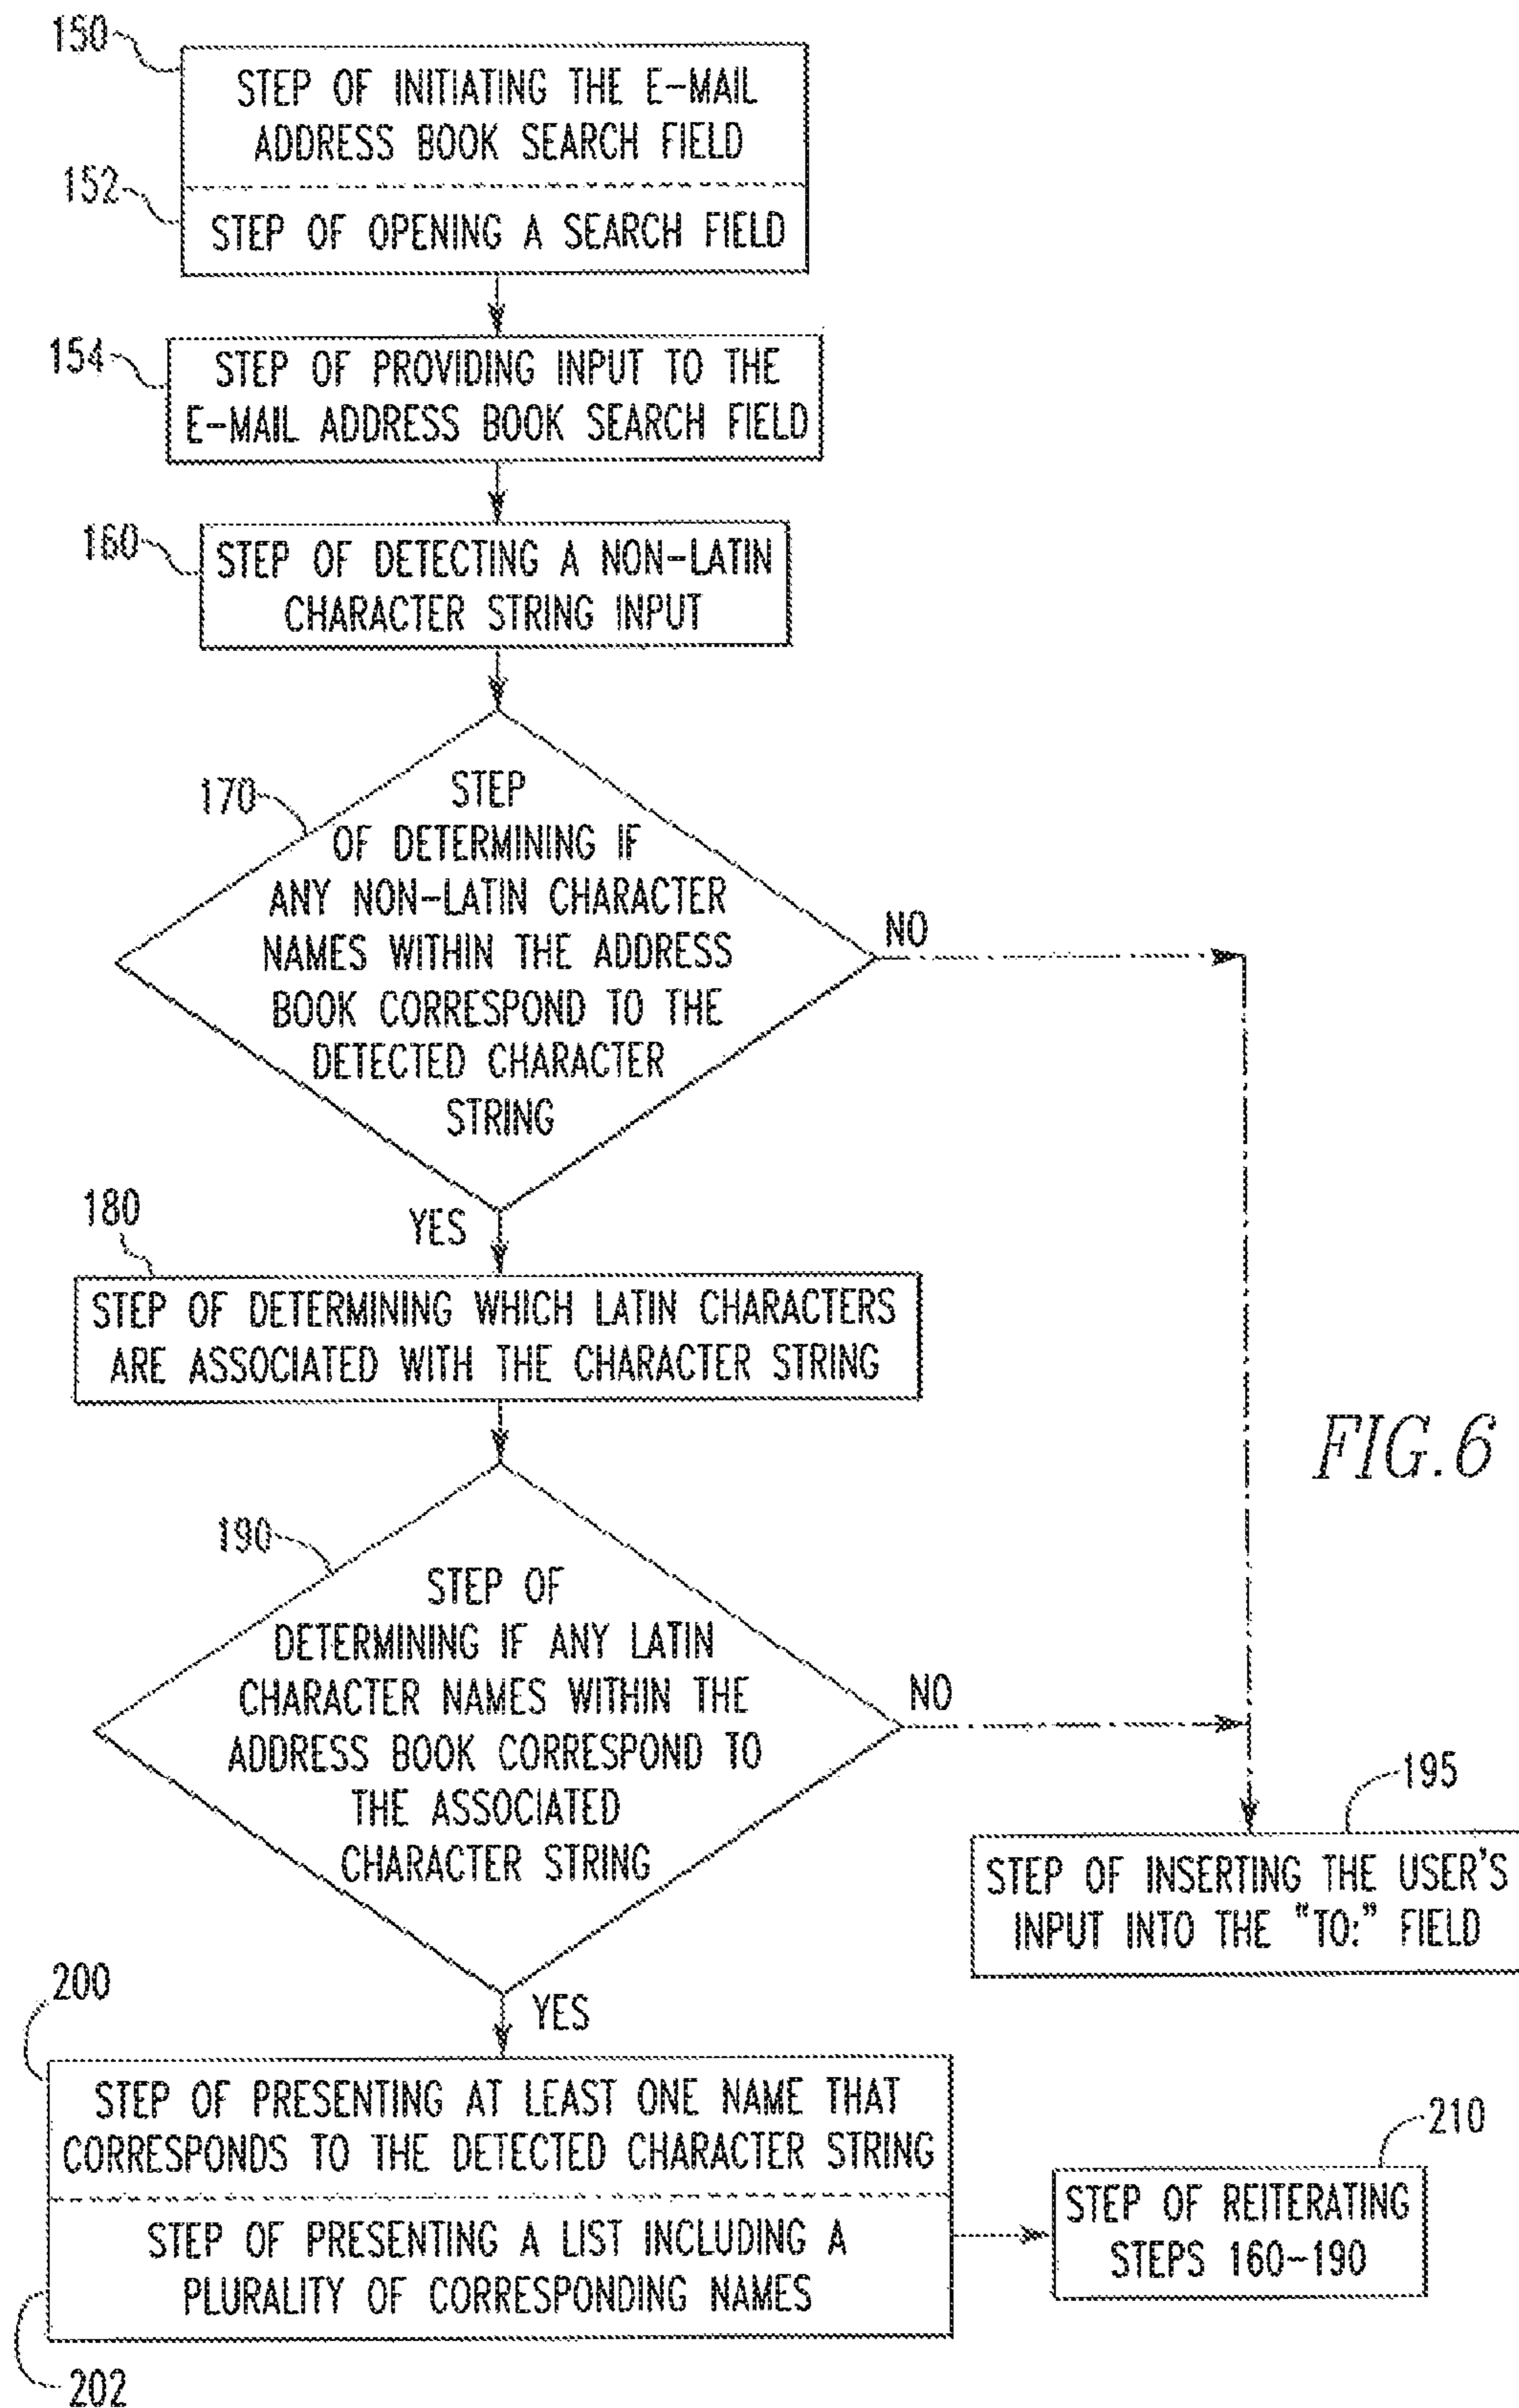 150
STEP OF INITIATING THE E-MAIL
ADDRESS BOOK SEARCH FIELD
152
STEP OF OPENING A SEARCH FIELD
154
STEP OF PROVIDING INPUT TO THE
E-MAIL ADDRESS BOOK SEARCH FIELD
160
STEP OF DETECTING A NON-LATIN
CHARACTER STRING INPUT
170
STEP
OF DETERMINING IF
ANY NON-LATIN CHARACTER
NAMES WITHIN THE ADDRESS
BOOK CORRESPOND TO THE
DETECTED CHARACTER
STRING
NO
YES
180
STEP OF DETERMINING WHICH LATIN CHARACTERS
ARE ASSOCIATED WITH THE CHARACTER STRING
FIG.6
190
STEP OF
DETERMINING IF ANY LATIN
CHARACTER NAMES WITHIN THE
ADDRESS BOOK CORRESPOND TO
THE ASSOCIATED
CHARACTER STRING
NO
YES
195
STEP OF INSERTING THE USER'S
INPUT INTO THE "TO:" FIELD
200
STEP OF PRESENTING AT LEAST ONE NAME THAT
CORRESPONDS TO THE DETECTED CHARACTER STRING
202
STEP OF PRESENTING A LIST INCLUDING A
PLURALITY OF CORRESPONDING NAMES
210
STEP OF REITERATING
STEPS 160-190